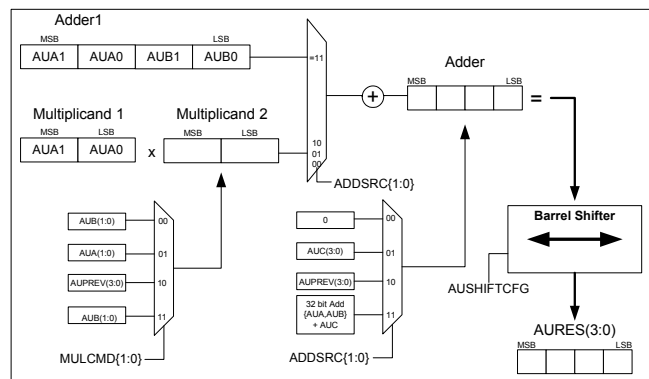 Adder1
MSB LSB
AUA1 AUA0 AUB1 AUB0
=11
Adder
MSB LSB
+
=
Multiplicand 1 Multiplicand 2
MSB LSB MSB LSB
AUA1 AUA0 x
10
01
00
ADDSRC{1:0}
AUB(1:0) 00
AUA(1:0) 01
AUPREV(3:0) 10
AUB(1:0) 11
MULCMD{1:0}
0 00
AUC(3:0) 01
AUPREV(3:0) 10
32 bit Add
{AUA,AUB}
+ AUC
11
ADDSRC{1:0}
Barrel Shifter
AUSHIFTCFG
AURES(3:0)
MSB LSB